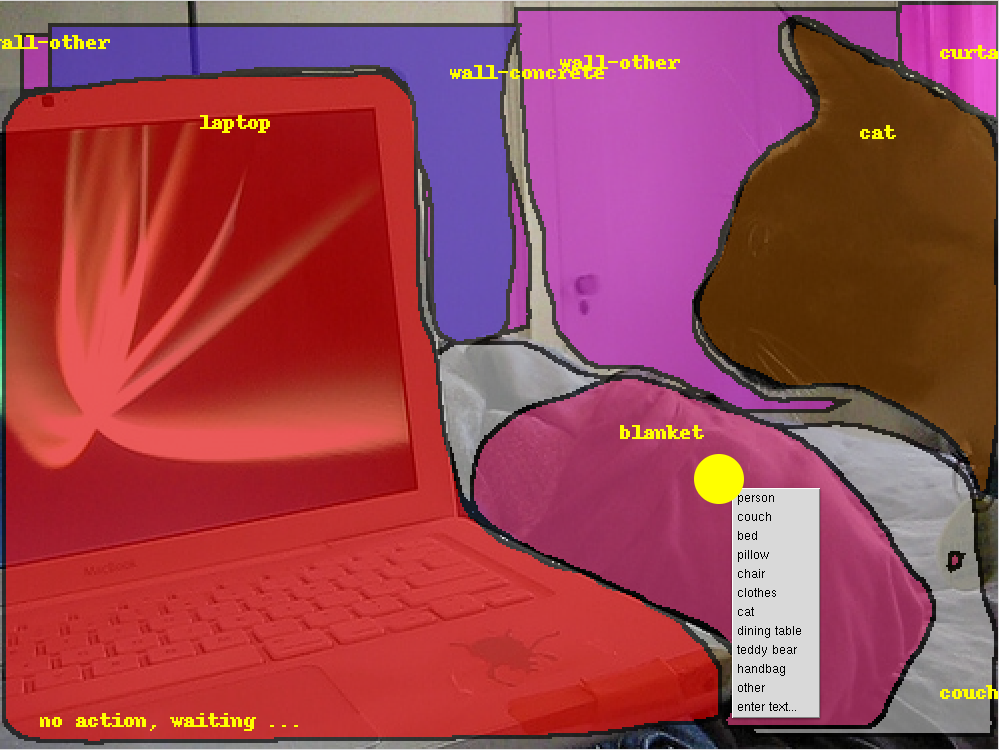 all-other
wall-concrete
wall-other
curta
laptop
cat
blanket
person
couch
bed
pillow
chair
clothes
cat
dining table
teddy bear
handbag
other
enter text...
MacBook
couch
no action, waiting ...